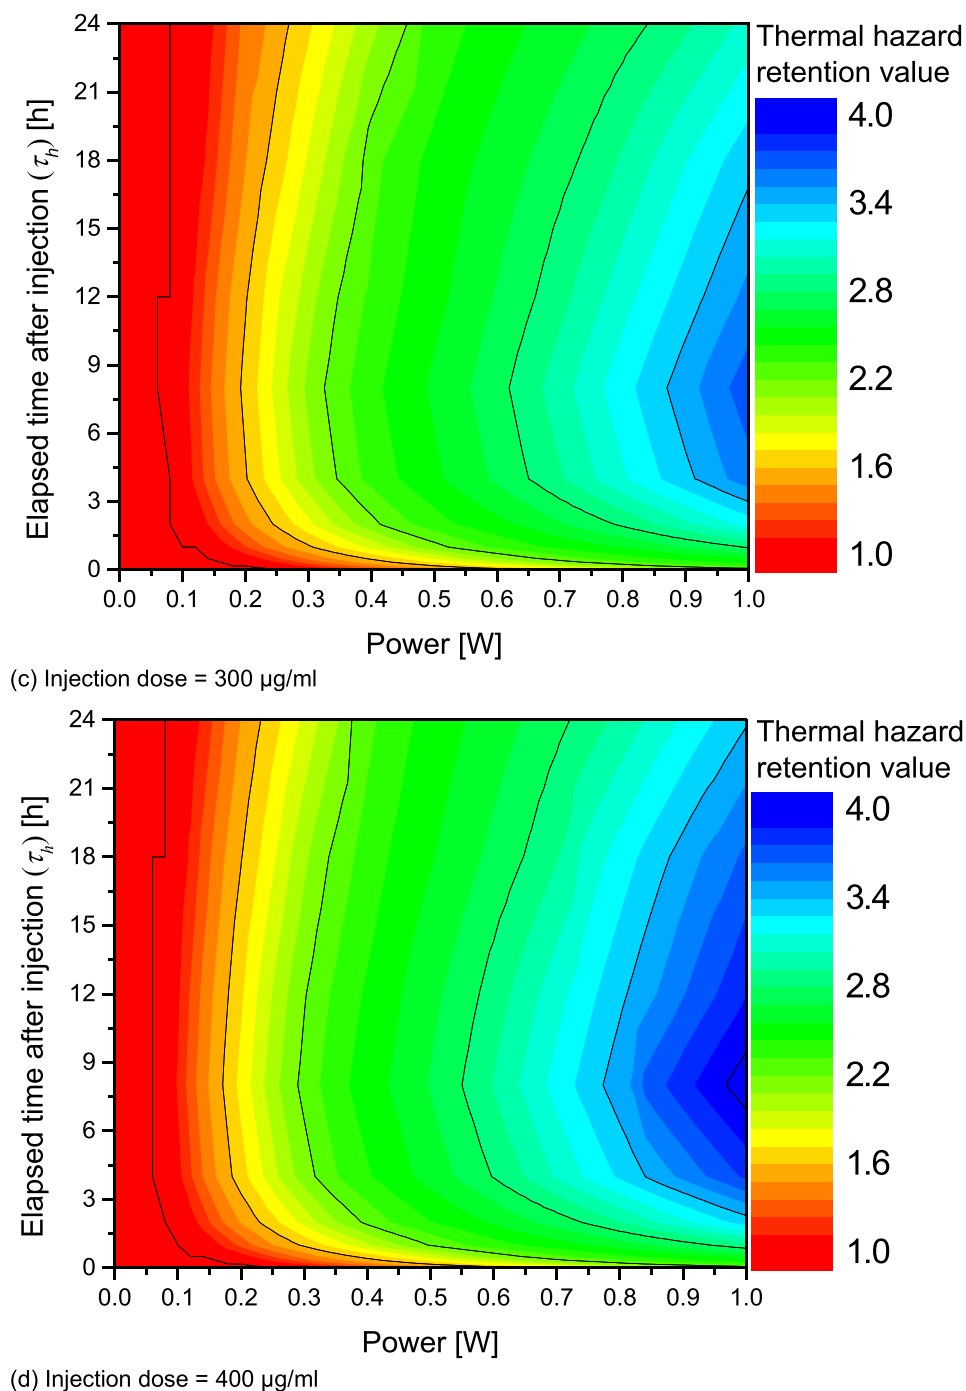 Thermal hazard
retention value
Elapsed time after injection (τh) [h]
24
21
18
15
12
9
6
3
0
0.0 0.1 0.2 0.3 0.4 0.5 0.6 0.7 0.8 0.9 1.0
Power [W]
4.0
3.4
2.8
2.2
1.6
1.0
(c) Injection dose = 300 μg/ml
Thermal hazard
retention value
Elapsed time after injection (τh) [h]
24
21
18
15
12
9
6
3
0
0.0 0.1 0.2 0.3 0.4 0.5 0.6 0.7 0.8 0.9 1.0
Power [W]
4.0
3.4
2.8
2.2
1.6
1.0
(d) Injection dose = 400 μg/ml